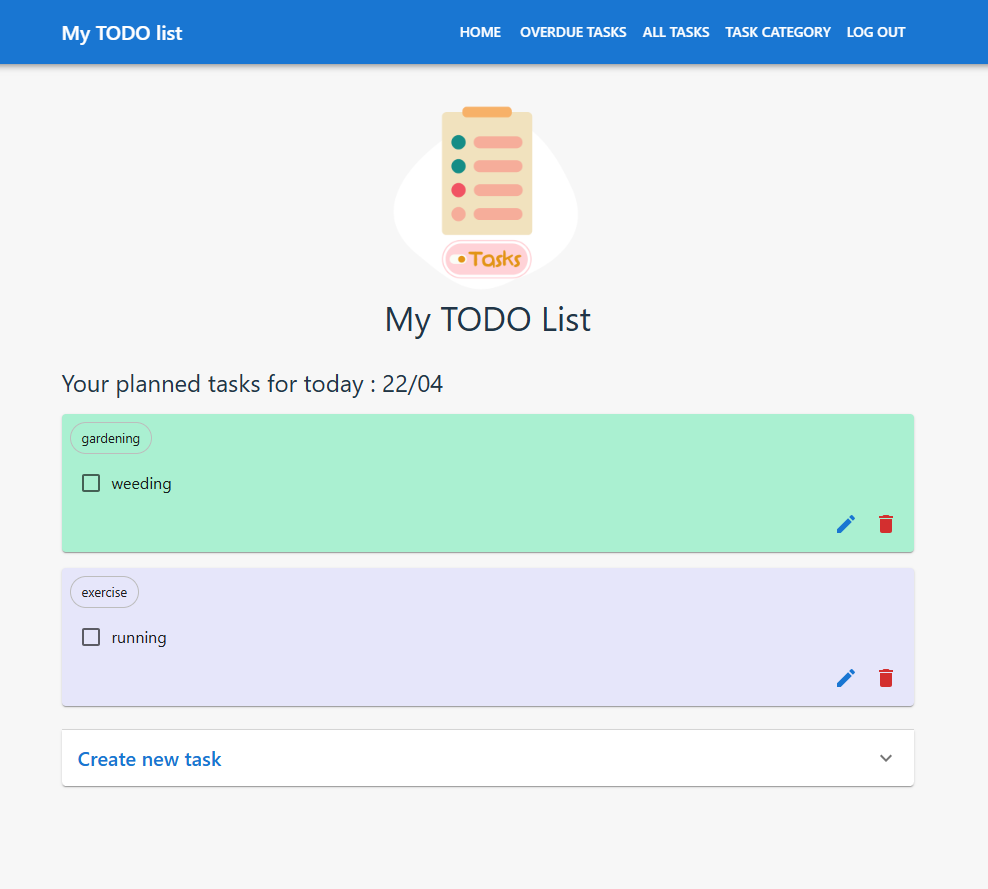 My TODO list
HOME OVERDUE TASKS ALL TASKS TASK CATEGORY LOG OUT
Tasks
My TODO List
Your planned tasks for today : 22/04
gardening
weeding
exercise
running
Create new task